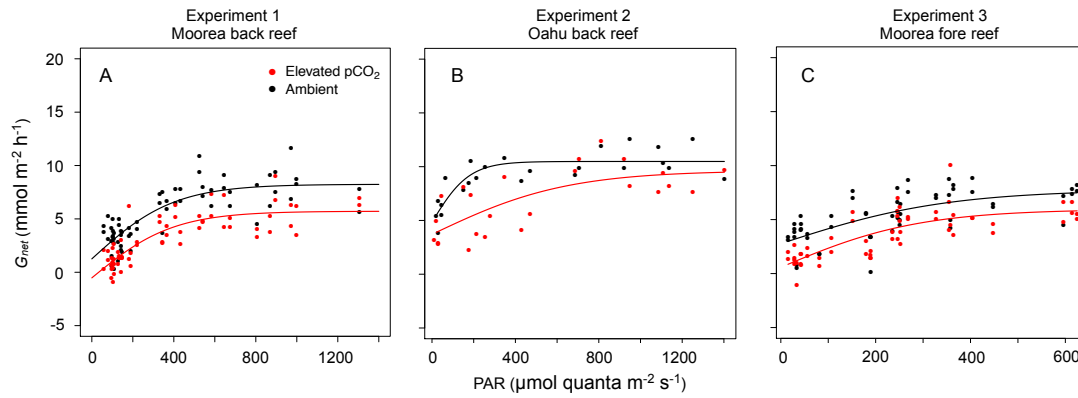 Experiment 1
Moorea back reef
Experiment 2
Oahu back reef
Experiment 3
Moorea fore reef
A
Elevated pCO₂
Ambient
B
C
G_net (mmol m⁻² h⁻¹)
20
15
10
5
0
-5
0 400 800 1200
0 400 800 1200
0 200 400 600
PAR (μmol quanta m⁻² s⁻¹)